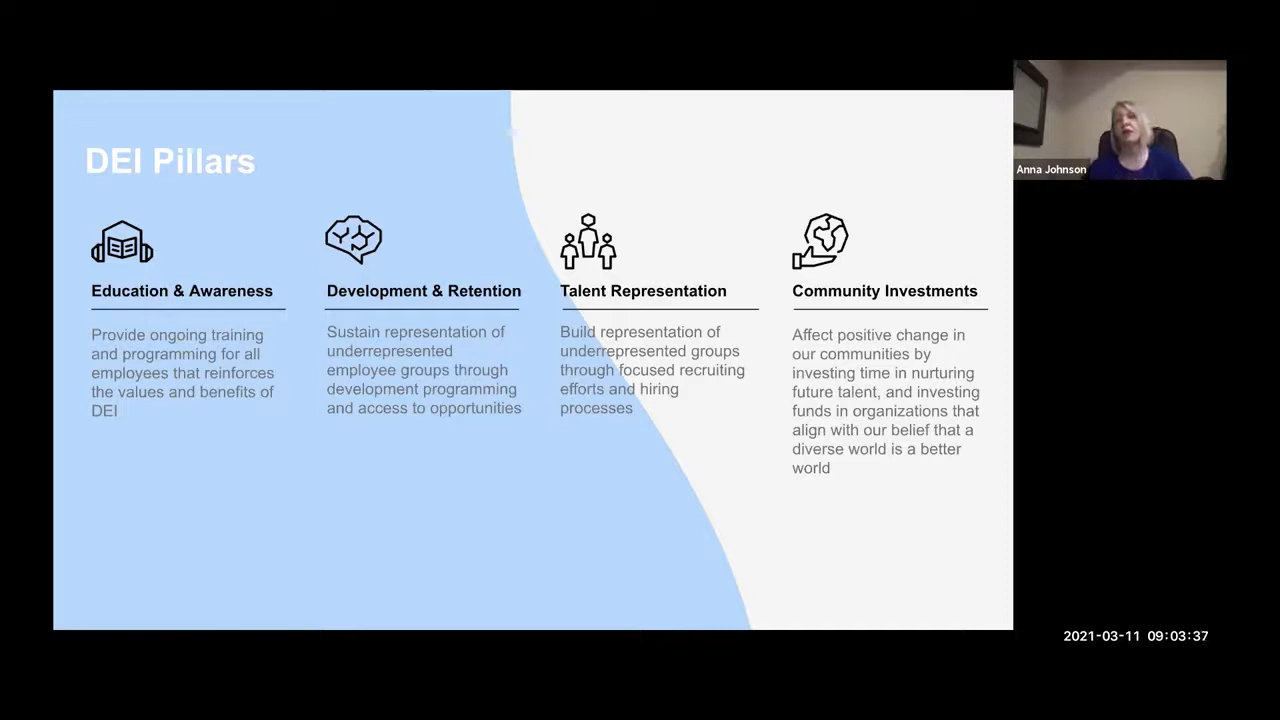 DEI Pillars
Education & Awareness
Provide ongoing training
and programming for all
employees that reinforces
the values and benefits of
DEI
Development & Retention
Sustain representation of
underrepresented
employee groups through
development programming
and access to opportunities
Talent Representation
Build representation of
underrepresented groups
through focused recruiting
efforts and hiring
processes
Community Investments
Affect positive change in
our communities by
investing time in nurturing
future talent, and investing
funds in organizations that
align with our belief that a
diverse world is a better
world
Anna Johnson
2021-03-11 09:03:37